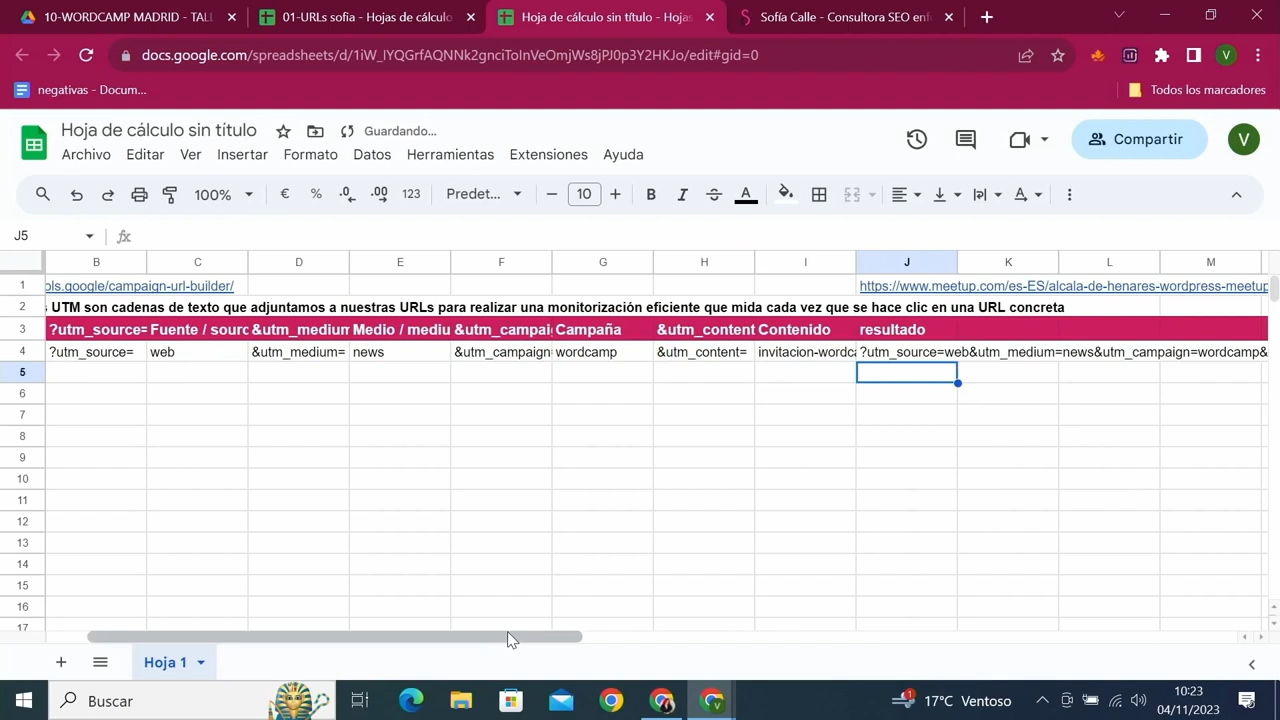 10-WORDCAMP MADRID - TALL
01-URLs sofia - Hojas de cálculo
Hoja de cálculo sin título - Hojas
Sofía Calle - Consultora SEO enf
docs.google.com/spreadsheets/d/1iW_lYQGrfAQNNk2gnciToInVeOmjWs8jPJ0p3Y2HKJo/edit#gid=0
V
negativas - Docum...
Todos los marcadores
Hoja de cálculo sin título
Guardando...
Compartir
V
Archivo Editar Ver Insertar Formato Datos Herramientas Extensiones Ayuda
100% € % .0 .00 123 Predet... 10 B I A A
J5 fx
B C D E F G H I J K L M
1 ols.google/campaign-url-builder/ https://www.meetup.com/es-ES/alcala-de-henares-wordpress-meetup
2 UTM son cadenas de texto que adjuntamos a nuestras URLs para realizar una monitorización eficiente que mida cada vez que se hace clic en una URL concreta
3 ?utm_source= Fuente / sourc &utm_medium Medio / mediu &utm_campai Campaña &utm_content Contenido resultado
4 ?utm_source= web &utm_medium= news &utm_campaign= wordcamp &utm_content= invitacion-wordca ?utm_source=web&utm_medium=news&utm_campaign=wordcamp&
5
6
7
8
9
10
11
12
13
14
15
16
17
Hoja 1
Buscar
1
17°C Ventoso
10:23
04/11/2023